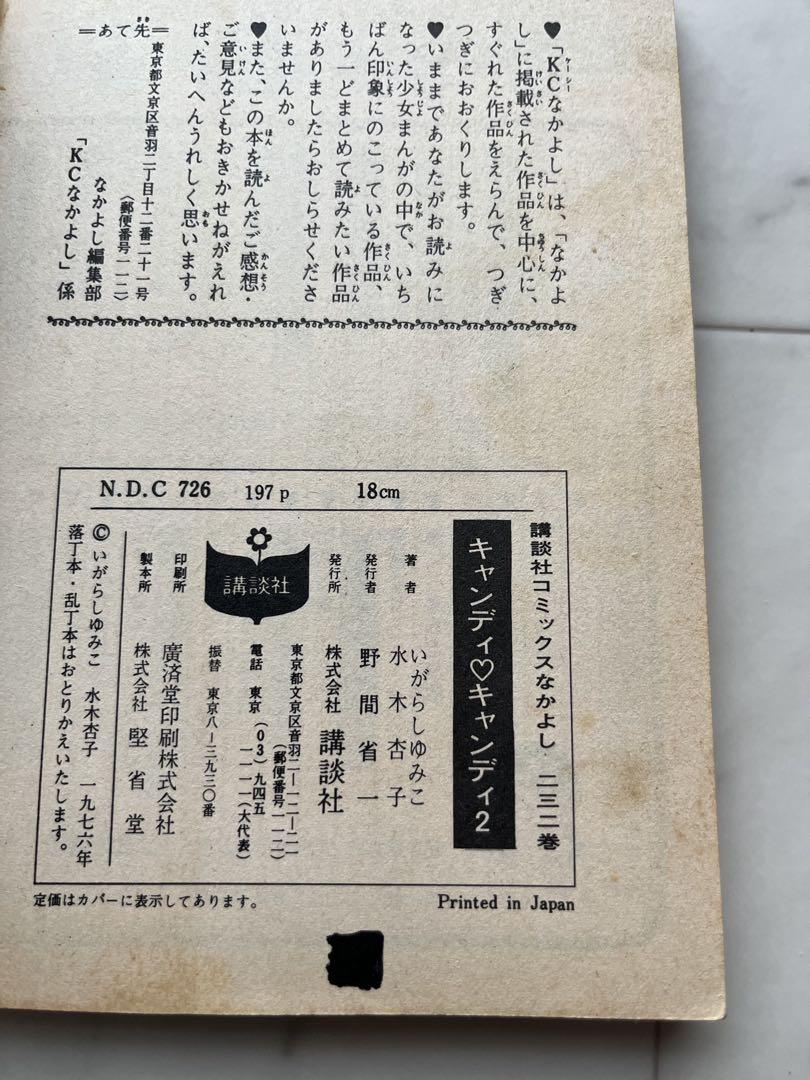 ♥「KCなかよし」は、「なかよ
し」に掲載された作品を中心に、
すぐれた作品をえらんで、つぎ
つぎにおおくりします。
♥いままであなたがお読みに
なった少女まんがの中で、いち
ばん印象にのこっている作品、
もう一どまとめて読みたい作品
がありましたらおしらせくださ
いませんか。
♥また、この本を読んだご感想・
ご意見などもおきかせねがえれ
ば、たいへんうれしく思います。
＝あて先＝
東京都文京区音羽二丁目十二番二十一号
(郵便番号一一二)
なかよし編集部
「KCなかよし」係
N.D.C 726 197p 18cm
講談社コミックスなかよし 二三二巻
キャンディ♡キャンディ2
著者 いがらしゆみこ
水木杏子
発行者 野間省一
発行所 株式会社 講談社
東京都文京区音羽二ー一二ー二一
(郵便番号一一二)
電話 東京(03)九四五
一一一一(大代表)
振替 東京八ー三九三〇番
講談社
印刷所 廣済堂印刷株式会社
製本所 株式会社 堅省堂
©いがらしゆみこ 水木杏子 一九七六年
落丁本・乱丁本はおとりかえいたします。
定価はカバーに表示してあります。
Printed in Japan